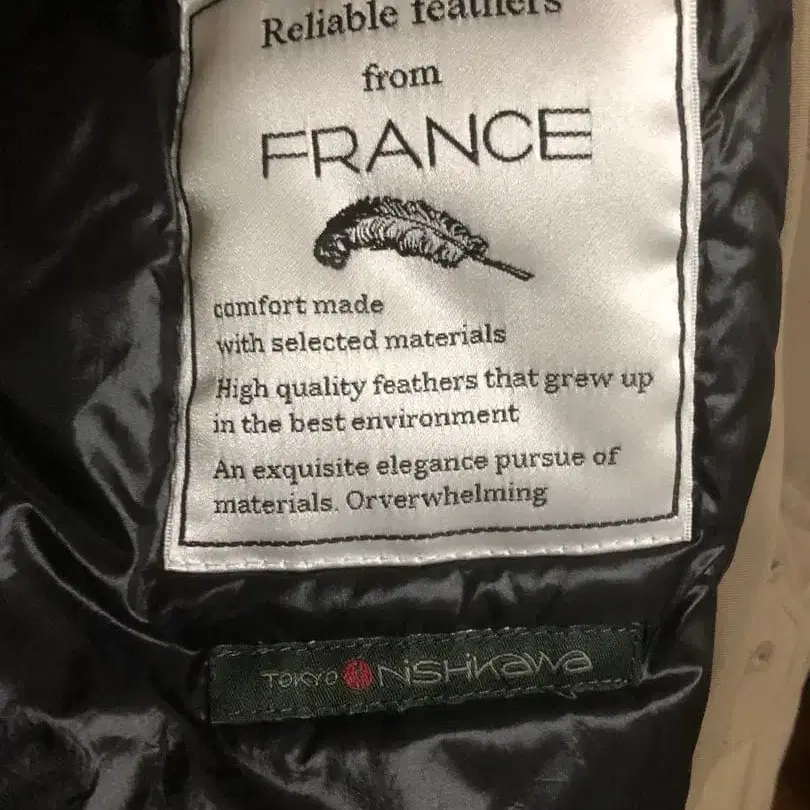 Reliable feathers
from
FRANCE
comfort made
with selected materials
High quality feathers that grew up
in the best environment
An exquisite elegance pursue of
materials. Orverwhelming
TOKYO NiSHiKaWa